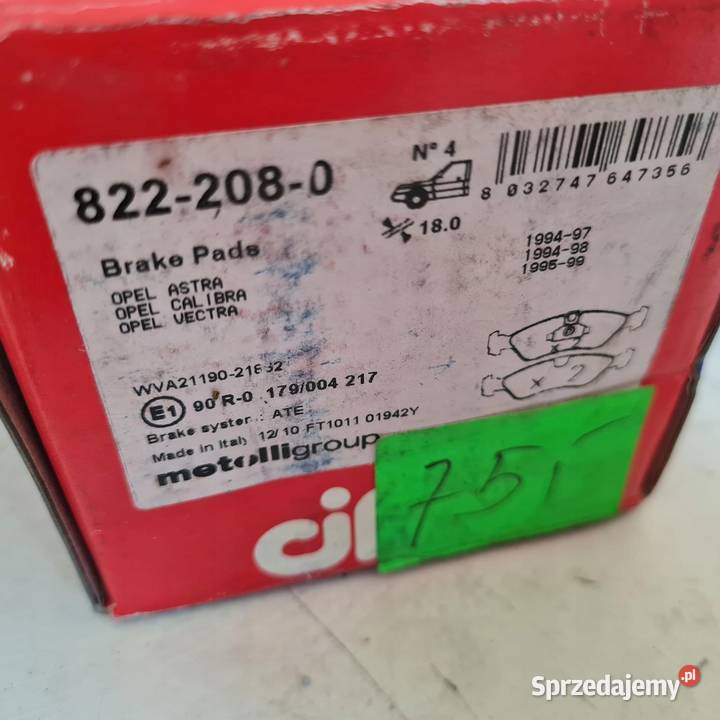 822-208-0
N° 4
8 032747 647356
18.0
Brake Pads
1994-97
1994-98
1995-99
OPEL ASTRA
OPEL CALIBRA
OPEL VECTRA
x 2
WVA21190-21
E1 90 R-0 179/004 217
Brake syster : ATE
Made in Italy 12/10 FT1011 01942Y
metelligroup
75,-
Sprzedajemy.pl